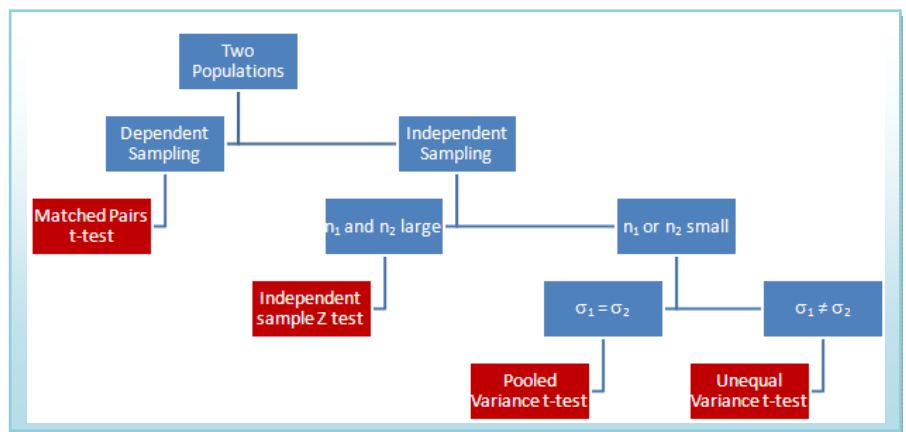 Two
Populations
Dependent
Sampling
Independent
Sampling
Matched Pairs
t-test
n₁ and n₂ large
n₁ or n₂ small
Independent
sample Z test
σ₁ = σ₂
σ₁ ≠ σ₂
Pooled
Variance t-test
Unequal
Variance t-test